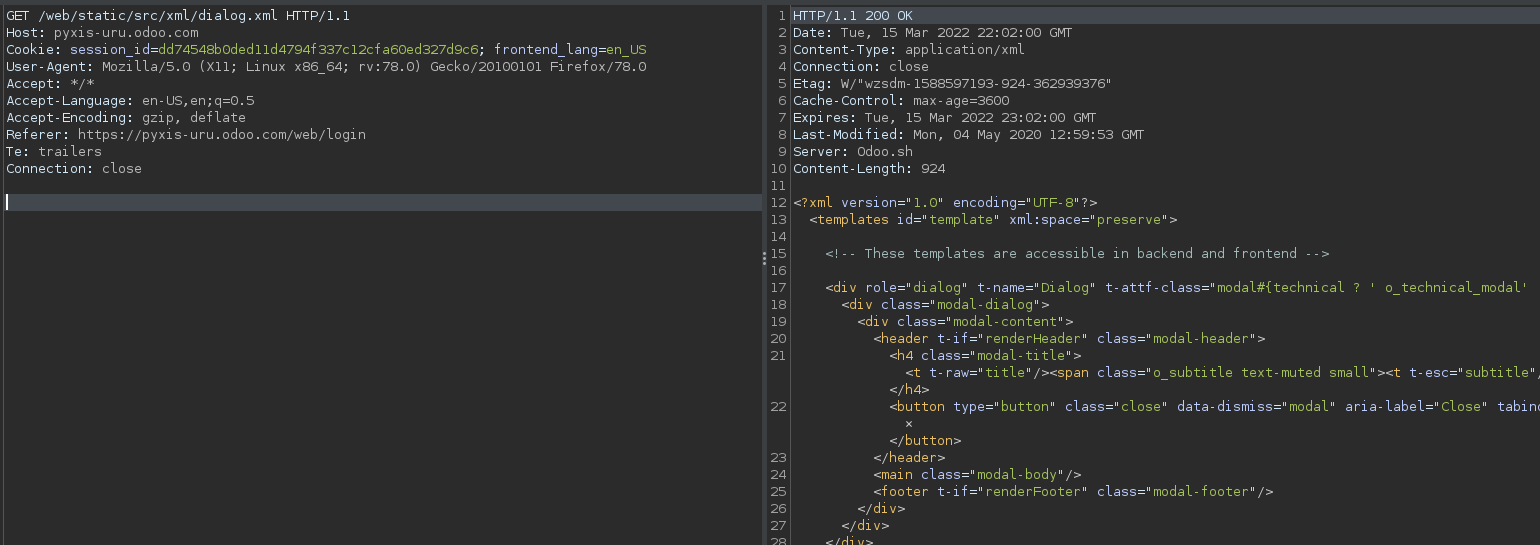 GET /web/static/src/xml/dialog.xml HTTP/1.1
Host: pyxis-uru.odoo.com
Cookie: session_id=dd74548b0ded11d4794f337c12cfa60ed327d9c6; frontend_lang=en_US
User-Agent: Mozilla/5.0 (X11; Linux x86_64; rv:78.0) Gecko/20100101 Firefox/78.0
Accept: */*
Accept-Language: en-US,en;q=0.5
Accept-Encoding: gzip, deflate
Referer: https://pyxis-uru.odoo.com/web/login
Te: trailers
Connection: close
1 HTTP/1.1 200 OK
2 Date: Tue, 15 Mar 2022 22:02:00 GMT
3 Content-Type: application/xml
4 Connection: close
5 Etag: W/"wzsdm-1588597193-924-362939376"
6 Cache-Control: max-age=3600
7 Expires: Tue, 15 Mar 2022 23:02:00 GMT
8 Last-Modified: Mon, 04 May 2020 12:59:53 GMT
9 Server: Odoo.sh
10 Content-Length: 924
11
12 <?xml version="1.0" encoding="UTF-8"?>
13 <templates id="template" xml:space="preserve">
14
15 <!-- These templates are accessible in backend and frontend -->
16
17 <div role="dialog" t-name="Dialog" t-attf-class="modal#{technical ? ' o_technical_modal'
18 <div class="modal-dialog">
19 <div class="modal-content">
20 <header t-if="renderHeader" class="modal-header">
21 <h4 class="modal-title">
<t t-raw="title"/><span class="o_subtitle text-muted small"><t t-esc="subtitle"/
</h4>
22 <button type="button" class="close" data-dismiss="modal" aria-label="Close" tabind
×
</button>
23 </header>
24 <main class="modal-body"/>
25 <footer t-if="renderFooter" class="modal-footer"/>
26 </div>
27 </div>
28 </div>